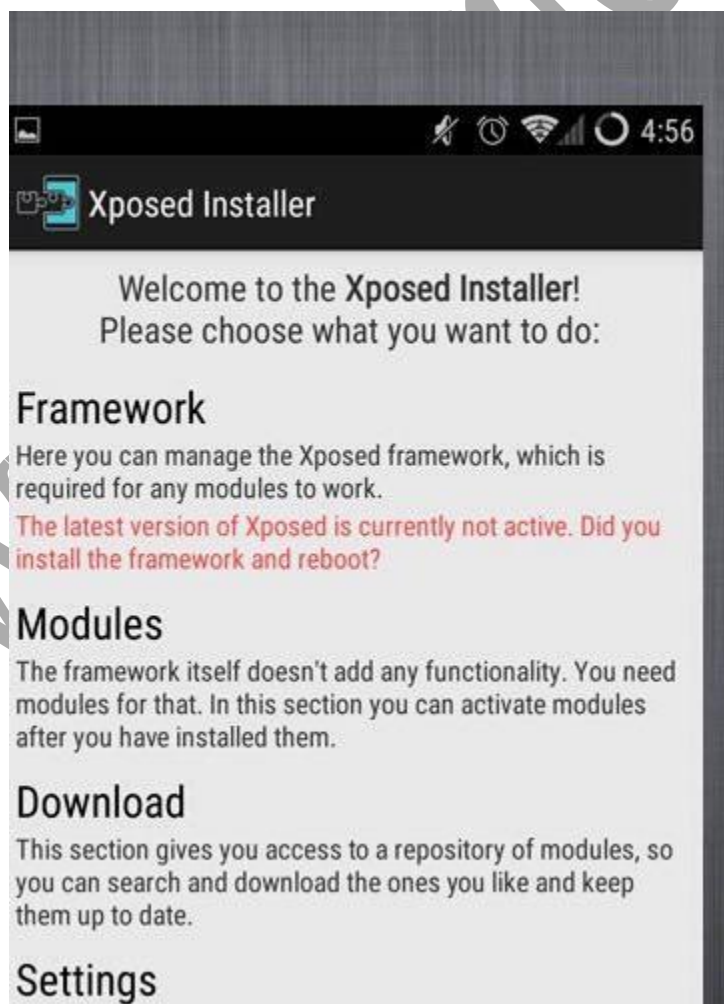 4:56
Xposed Installer
Welcome to the Xposed Installer!
Please choose what you want to do:
Framework
Here you can manage the Xposed framework, which is
required for any modules to work.
The latest version of Xposed is currently not active. Did you
install the framework and reboot?
Modules
The framework itself doesn't add any functionality. You need
modules for that. In this section you can activate modules
after you have installed them.
Download
This section gives you access to a repository of modules, so
you can search and download the ones you like and keep
them up to date.
Settings